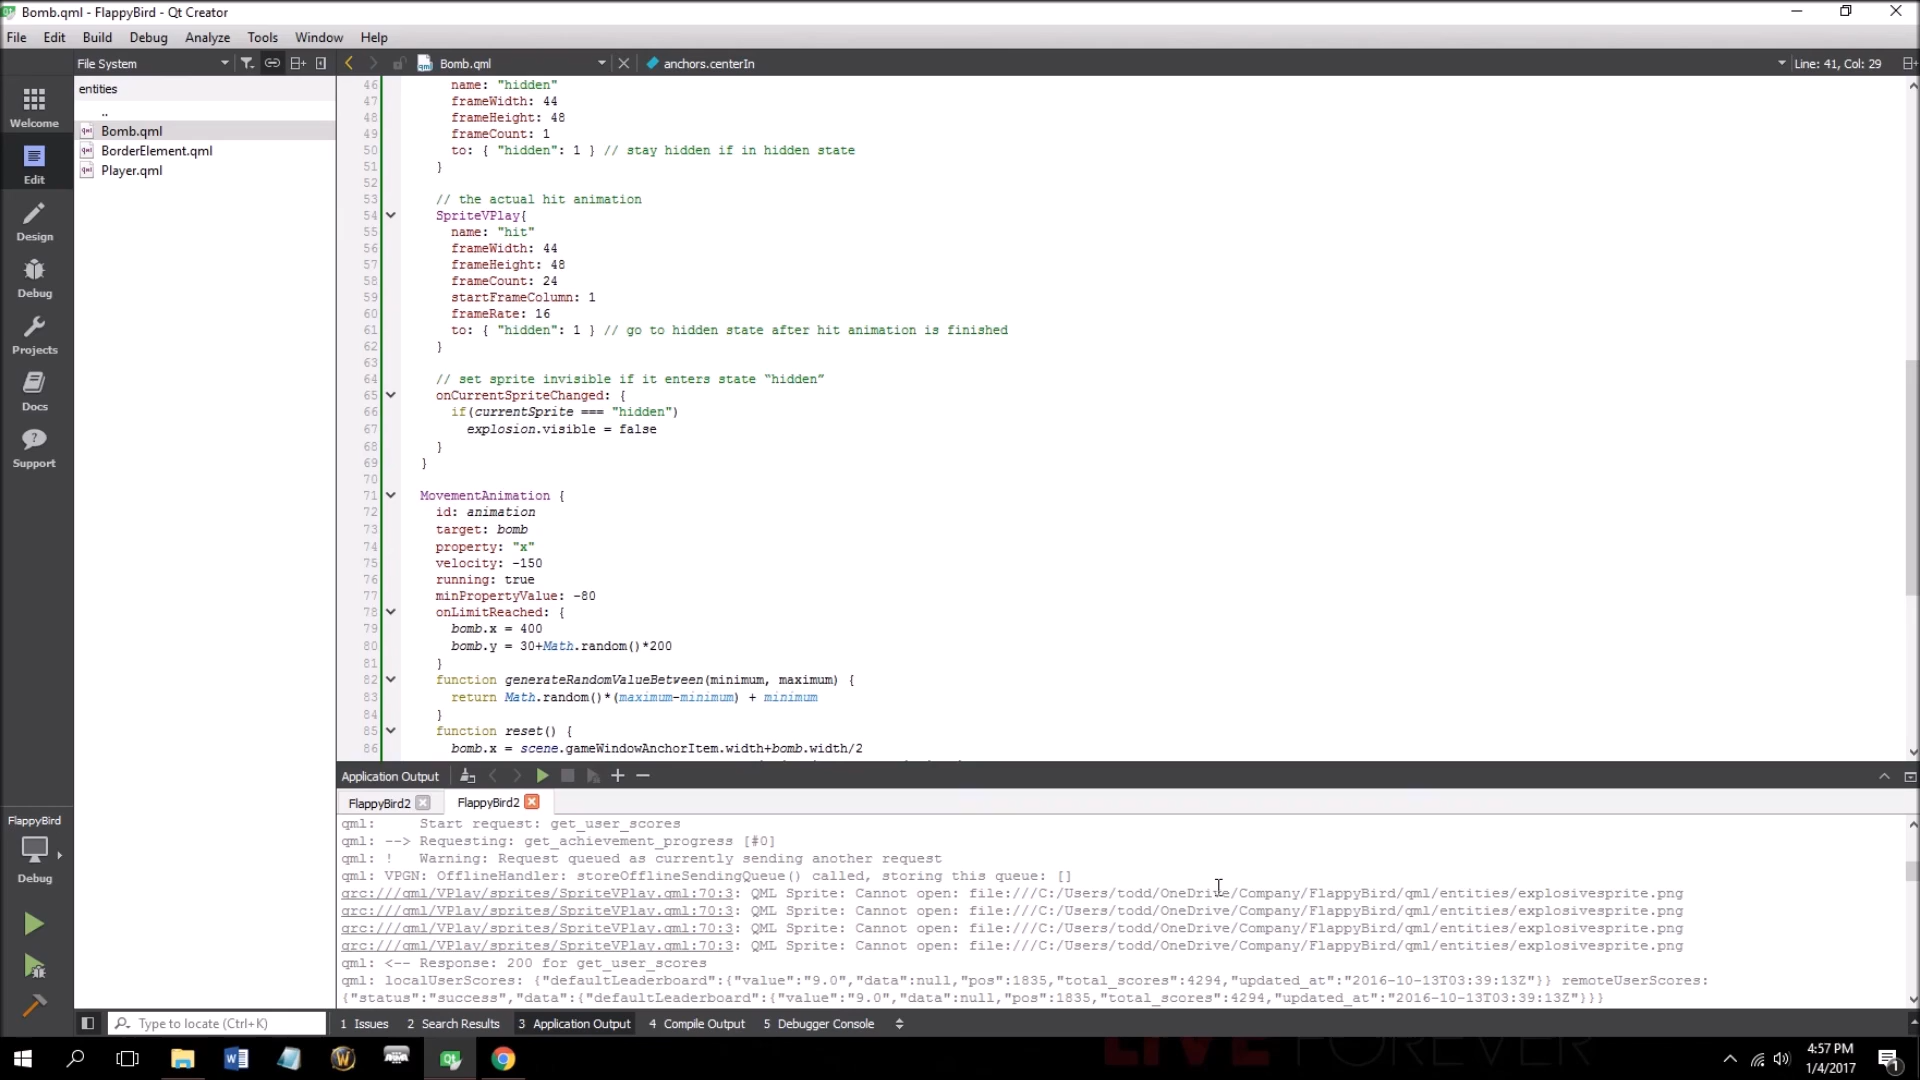 Bomb.qml - FlappyBird - Qt Creator
File Edit Build Debug Analyze Tools Window Help
File System Bomb.qml anchors.centerIn Line: 41, Col: 29
entities
..
Bomb.qml
BorderElement.qml
Player.qml
Welcome
Edit
Design
Debug
Projects
Docs
Support
FlappyBird
Debug
46 name: "hidden"
47 frameWidth: 44
48 frameHeight: 48
49 frameCount: 1
50 to: { "hidden": 1 } // stay hidden if in hidden state
51 }
52
53 // the actual hit animation
54 SpriteVPlay{
55 name: "hit"
56 frameWidth: 44
57 frameHeight: 48
58 frameCount: 24
59 startFrameColumn: 1
60 frameRate: 16
61 to: { "hidden": 1 } // go to hidden state after hit animation is finished
62 }
63
64 // set sprite invisible if it enters state “hidden”
65 onCurrentSpriteChanged: {
66 if(currentSprite === "hidden")
67 explosion.visible = false
68 }
69 }
70
71 MovementAnimation {
72 id: animation
73 target: bomb
74 property: "x"
75 velocity: -150
76 running: true
77 minPropertyValue: -80
78 onLimitReached: {
79 bomb.x = 400
80 bomb.y = 30+Math.random()*200
81 }
82 function generateRandomValueBetween(minimum, maximum) {
83 return Math.random()*(maximum-minimum) + minimum
84 }
85 function reset() {
86 bomb.x = scene.gameWindowAnchorItem.width+bomb.width/2
Application Output
FlappyBird2 FlappyBird2
qml: Start request: get_user_scores
qml: --> Requesting: get_achievement_progress [#0]
qml: ! Warning: Request queued as currently sending another request
qml: VPGN: OfflineHandler: storeOfflineSendingQueue() called, storing this queue: []
qrc:///qml/VPlay/sprites/SpriteVPlay.qml:70:3: QML Sprite: Cannot open: file:///C:/Users/todd/OneDrive/Company/FlappyBird/qml/entities/explosivesprite.png
qrc:///qml/VPlay/sprites/SpriteVPlay.qml:70:3: QML Sprite: Cannot open: file:///C:/Users/todd/OneDrive/Company/FlappyBird/qml/entities/explosivesprite.png
qrc:///qml/VPlay/sprites/SpriteVPlay.qml:70:3: QML Sprite: Cannot open: file:///C:/Users/todd/OneDrive/Company/FlappyBird/qml/entities/explosivesprite.png
qrc:///qml/VPlay/sprites/SpriteVPlay.qml:70:3: QML Sprite: Cannot open: file:///C:/Users/todd/OneDrive/Company/FlappyBird/qml/entities/explosivesprite.png
qml: <-- Response: 200 for get_user_scores
qml: localUserScores: {"defaultLeaderboard":{"value":"9.0","data":null,"pos":1835,"total_scores":4294,"updated_at":"2016-10-13T03:39:13Z"}} remoteUserScores:
{"status":"success","data":{"defaultLeaderboard":{"value":"9.0","data":null,"pos":1835,"total_scores":4294,"updated_at":"2016-10-13T03:39:13Z"}}}
Type to locate (Ctrl+K) 1 Issues 2 Search Results 3 Application Output 4 Compile Output 5 Debugger Console
LIVE FOREVER
4:57 PM
1/4/2017
1